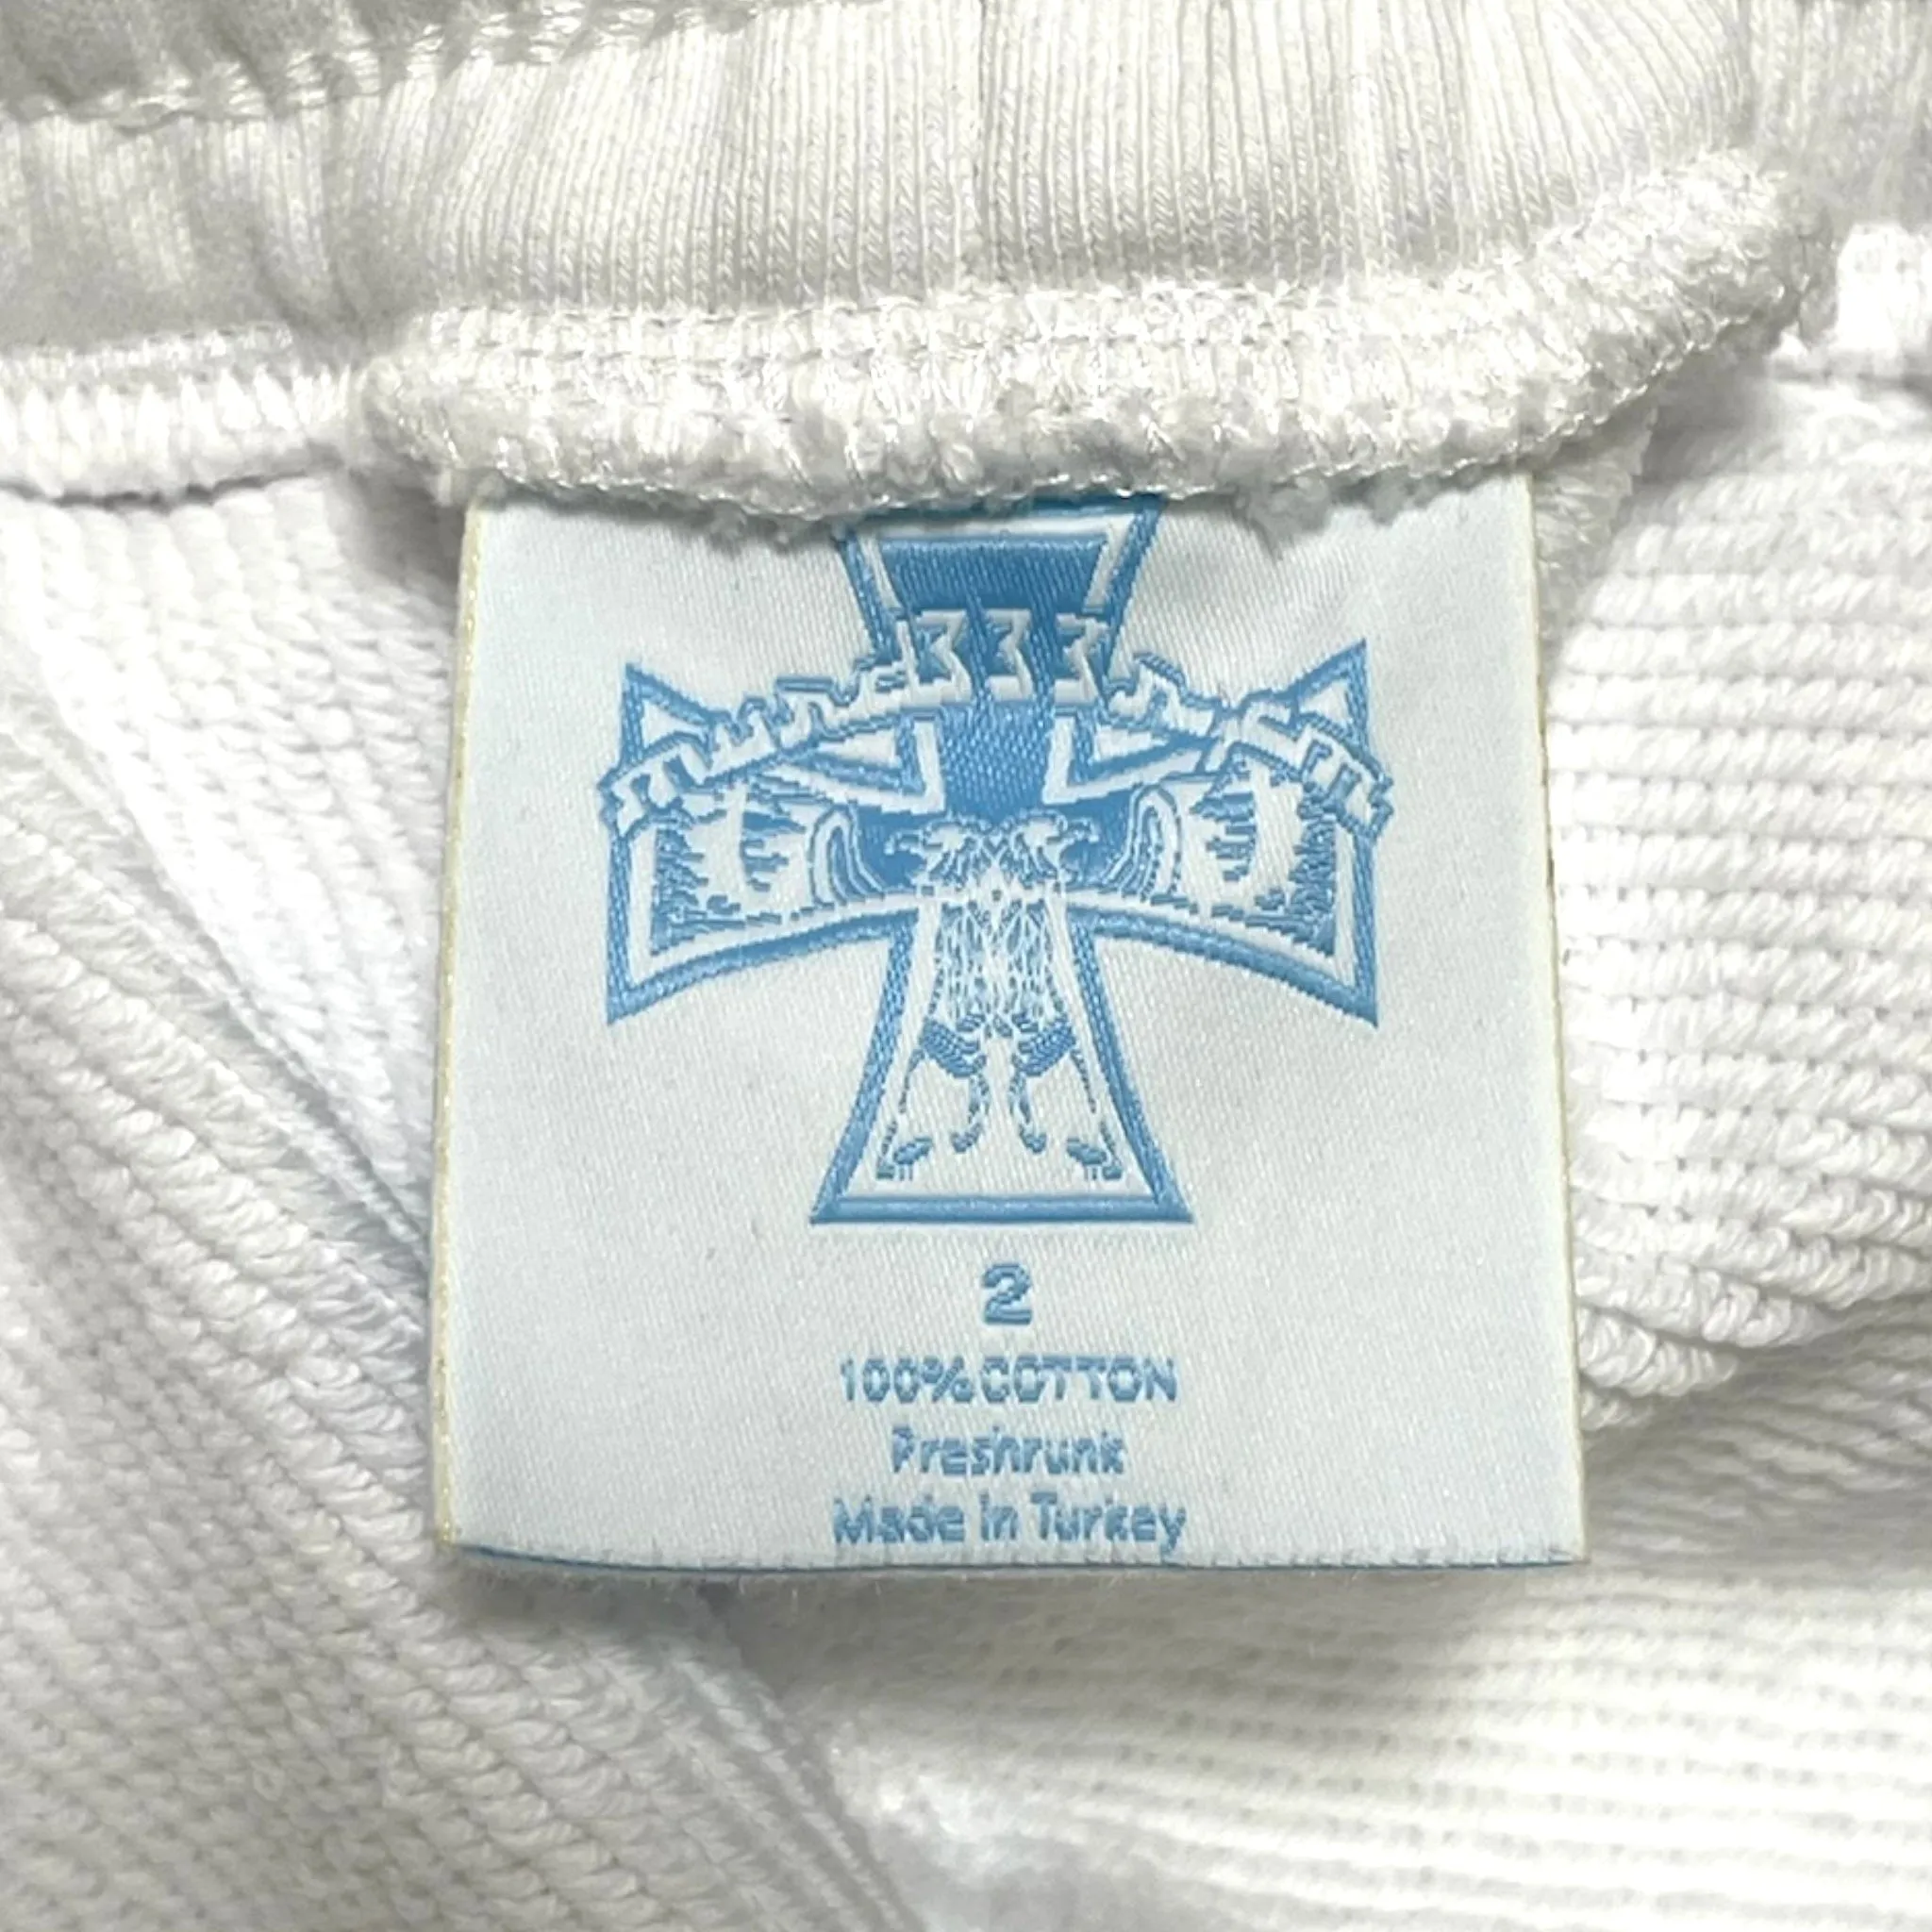 333
2
100% COTTON
Preshrunk
Made in Turkey